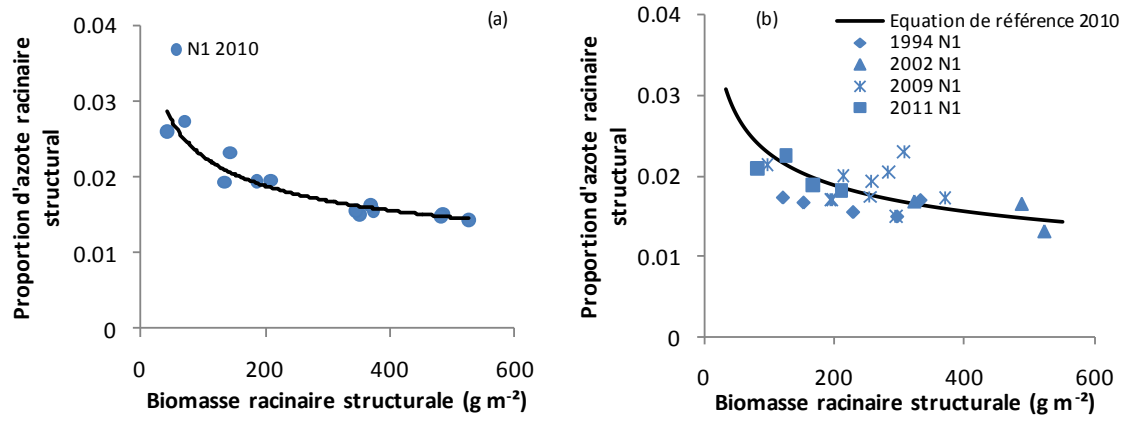 (a)
N1 2010
0.04
0.03
0.02
0.01
0
0
200
400
600
Proportion d'azote racinaire
structural
Biomasse racinaire structurale (g m⁻²)
(b)
Equation de référence 2010
1994 N1
2002 N1
2009 N1
2011 N1
0.04
0.03
0.02
0.01
0
0
200
400
600
Proportion d'azote racinaire
structural
Biomasse racinaire structurale (g m⁻²)